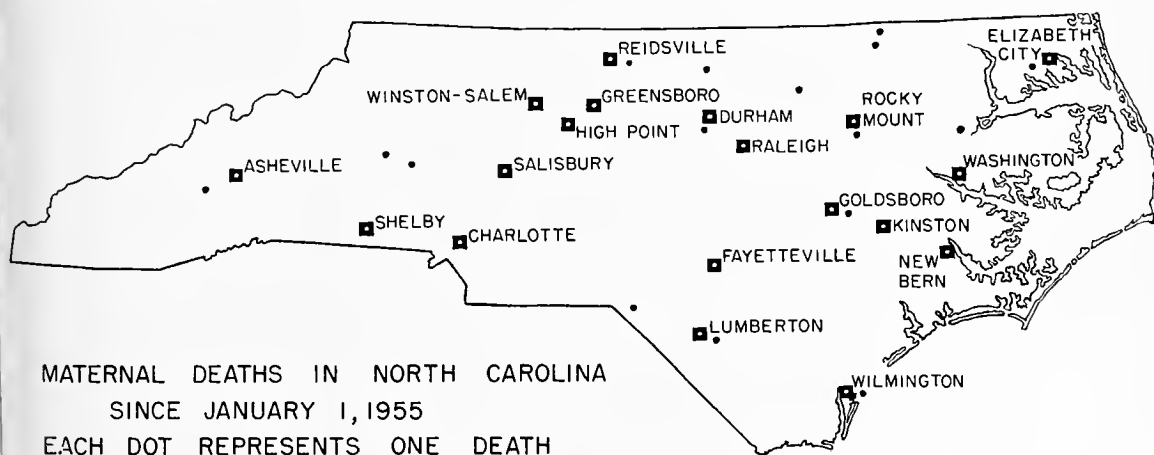 REIDSVILLE
ELIZABETH
CITY
WINSTON-SALEM
GREENSBORO
HIGH POINT
DURHAM
ROCKY
MOUNT
RALEIGH
ASHEVILLE
SALISBURY
WASHINGTON
GOLDSBORO
SHELBY
KINSTON
CHARLOTTE
NEW
BERN
FAYETTEVILLE
LUMBERTON
WILMINGTON
MATERNAL DEATHS IN NORTH CAROLINA
SINCE JANUARY 1, 1955
EACH DOT REPRESENTS ONE DEATH